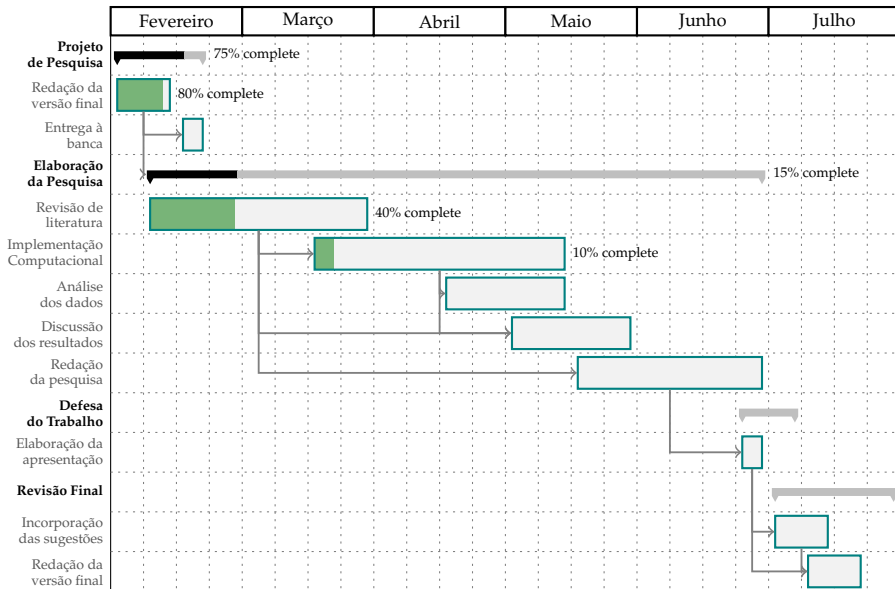 Fevereiro Março Abril Maio Junho Julho
Projeto
de Pesquisa
75% complete
Redação da
versão final
80% complete
Entrega à
banca
Elaboração
da Pesquisa
15% complete
Revisão de
literatura
40% complete
Implementação
Computacional
10% complete
Análise
dos dados
Discussão
dos resultados
Redação
da pesquisa
Defesa
do Trabalho
Elaboração da
apresentação
Revisão Final
Incorporação
das sugestões
Redação da
versão final